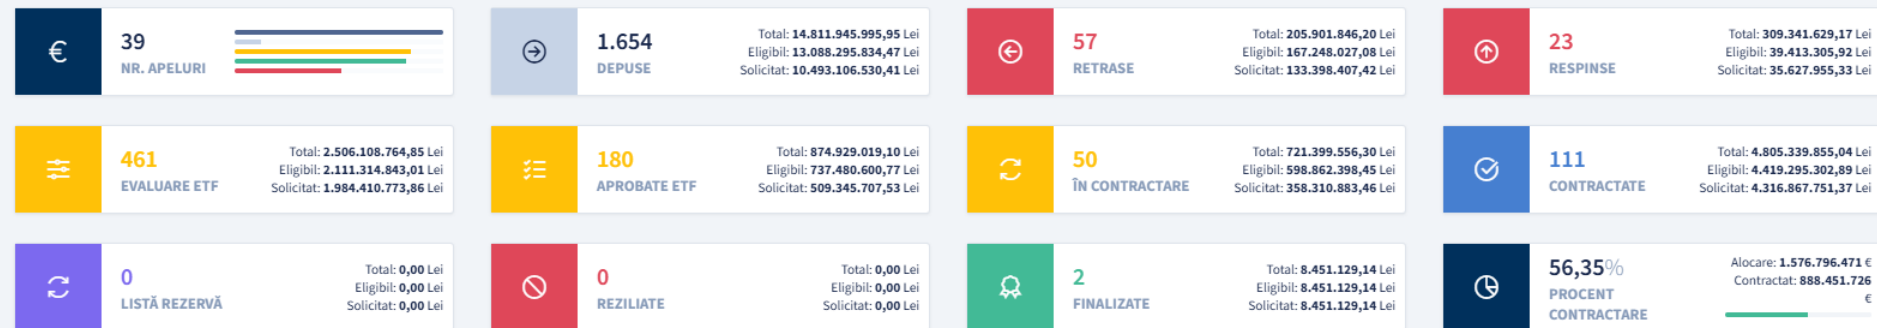 €
39
NR. APELURI
1.654
DEPUSE
Total: 14.811.945.995,95 Lei
Eligibil: 13.088.295.834,47 Lei
Solicitat: 10.493.106.530,41 Lei
57
RETRASE
Total: 205.901.846,20 Lei
Eligibil: 167.248.027,08 Lei
Solicitat: 133.398.407,42 Lei
23
RESPINSE
Total: 309.341.629,17 Lei
Eligibil: 39.413.305,92 Lei
Solicitat: 35.627.955,33 Lei
461
EVALUARE ETF
Total: 2.506.108.764,85 Lei
Eligibil: 2.111.314.843,01 Lei
Solicitat: 1.984.410.773,86 Lei
180
APROBATE ETF
Total: 874.929.019,10 Lei
Eligibil: 737.480.600,77 Lei
Solicitat: 509.345.707,53 Lei
50
ÎN CONTRACTARE
Total: 721.399.556,30 Lei
Eligibil: 598.862.398,45 Lei
Solicitat: 358.310.883,46 Lei
111
CONTRACTATE
Total: 4.805.339.855,04 Lei
Eligibil: 4.419.295.302,89 Lei
Solicitat: 4.316.867.751,37 Lei
0
LISTĂ REZERVĂ
Total: 0,00 Lei
Eligibil: 0,00 Lei
Solicitat: 0,00 Lei
0
REZILIATE
Total: 0,00 Lei
Eligibil: 0,00 Lei
Solicitat: 0,00 Lei
2
FINALIZATE
Total: 8.451.129,14 Lei
Eligibil: 8.451.129,14 Lei
Solicitat: 8.451.129,14 Lei
56,35%
PROCENT
CONTRACTARE
Alocare: 1.576.796.471 €
Contractat: 888.451.726
€